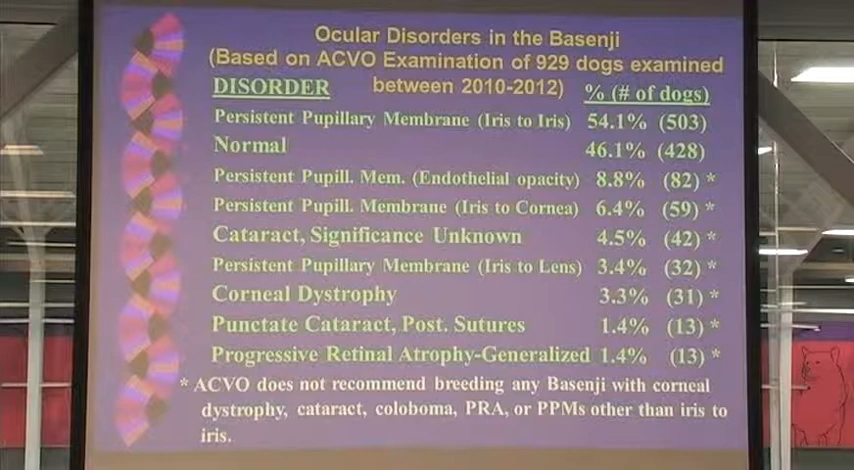 Ocular Disorders in the Basenji
(Based on ACVO Examination of 929 dogs examined
between 2010-2012)
DISORDER % (# of dogs)
Persistent Pupillary Membrane (Iris to Iris) 54.1% (503)
Normal 46.1% (428)
Persistent Pupill. Mem. (Endothelial opacity) 8.8% (82) *
Persistent Pupill. Membrane (Iris to Cornea) 6.4% (59) *
Cataract, Significance Unknown 4.5% (42) *
Persistent Pupillary Membrane (Iris to Lens) 3.4% (32) *
Corneal Dystrophy 3.3% (31) *
Punctate Cataract, Post. Sutures 1.4% (13) *
Progressive Retinal Atrophy-Generalized 1.4% (13) *
* ACVO does not recommend breeding any Basenji with corneal
dystrophy, cataract, coloboma, PRA, or PPMs other than iris to
iris.